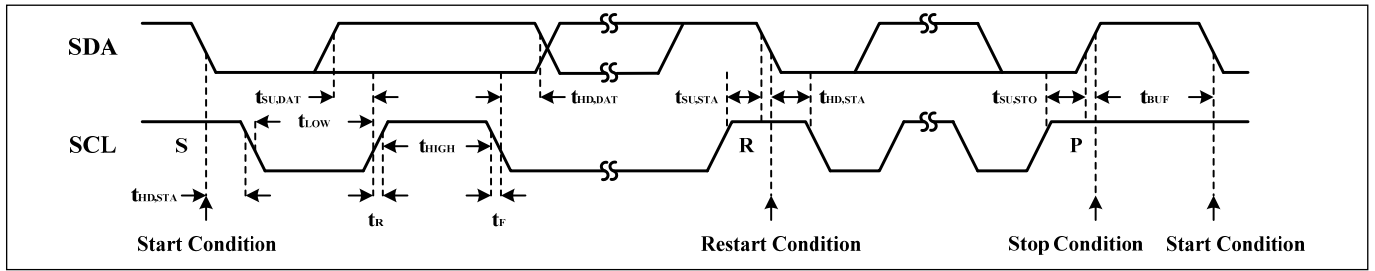 SDA
tSU,DAT
tHD,DAT
tSU,STA
tHD,STA
tSU,STO
tBUF
tLOW
SCL
S
tHIGH
R
P
tHD,STA
tR
tF
Start Condition
Restart Condition
Stop Condition
Start Condition